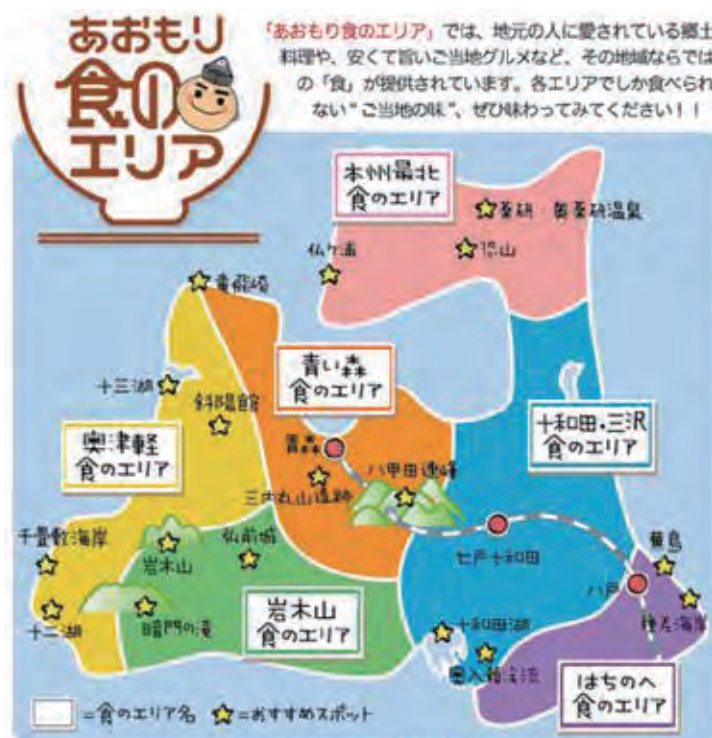 あおもり
食の
エリア
「あおもり食のエリア」では、地元の人に愛されている郷土
料理や、安くて旨いご当地グルメなど、その地域ならでは
の「食」が提供されています。各エリアでしか食べられ
ない“ご当地の味”、ぜひ味わってみてください！！
本州最北
食のエリア
薬研・奥薬研温泉
仏ケ浦
恐山
竜飛崎
青い森
食のエリア
十三湖
斜陽館
十和田・三沢
食のエリア
奥津軽
食のエリア
青森
八甲田連峰
三内丸山遺跡
千畳敷海岸
岩木山
弘前城
七戸十和田
蕪島
八戸
種差海岸
十二湖
暗門の滝
岩木山
食のエリア
十和田湖
奥入瀬渓流
はちのへ
食のエリア
=食のエリア名
=おすすめスポット